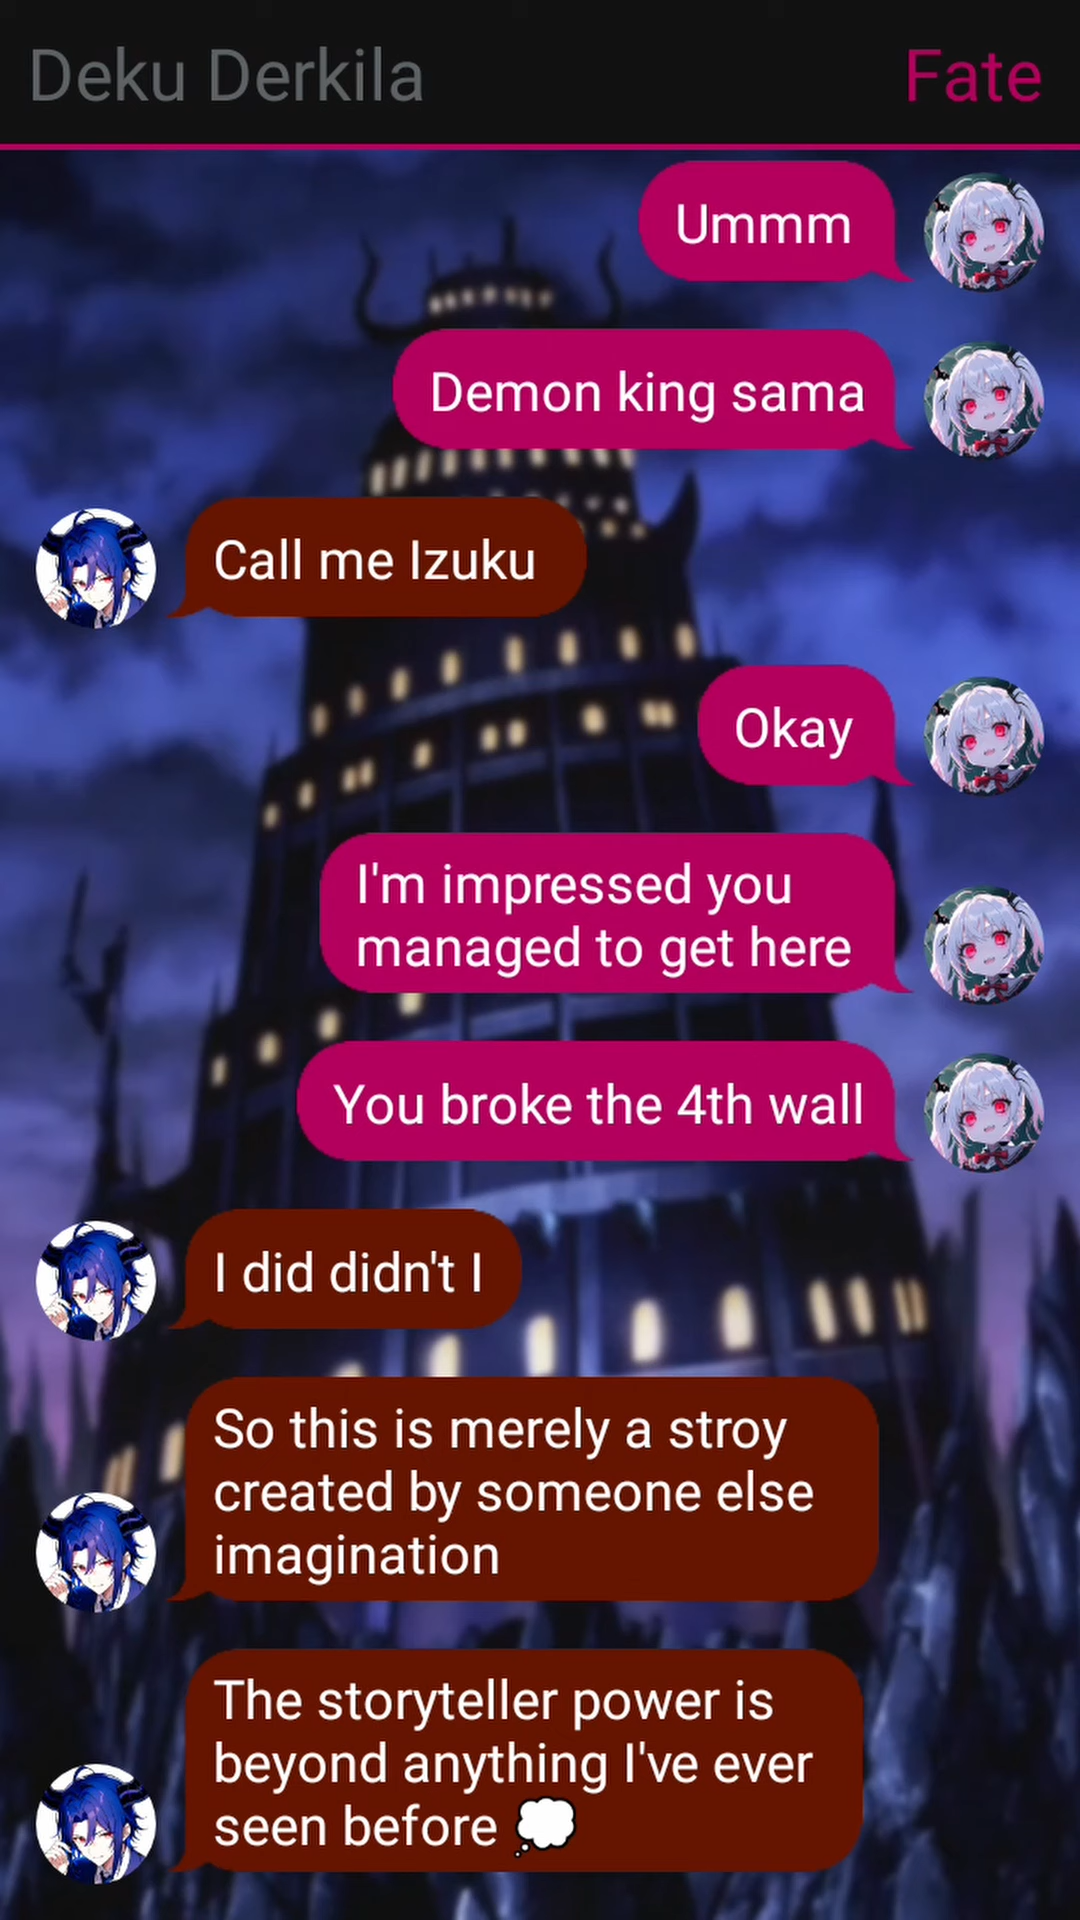 Deku Derkila
Fate
Ummm
Demon king sama
Call me Izuku
Okay
I'm impressed you
managed to get here
You broke the 4th wall
I did didn't I
So this is merely a stroy
created by someone else
imagination
The storyteller power is
beyond anything I've ever
seen before 💭